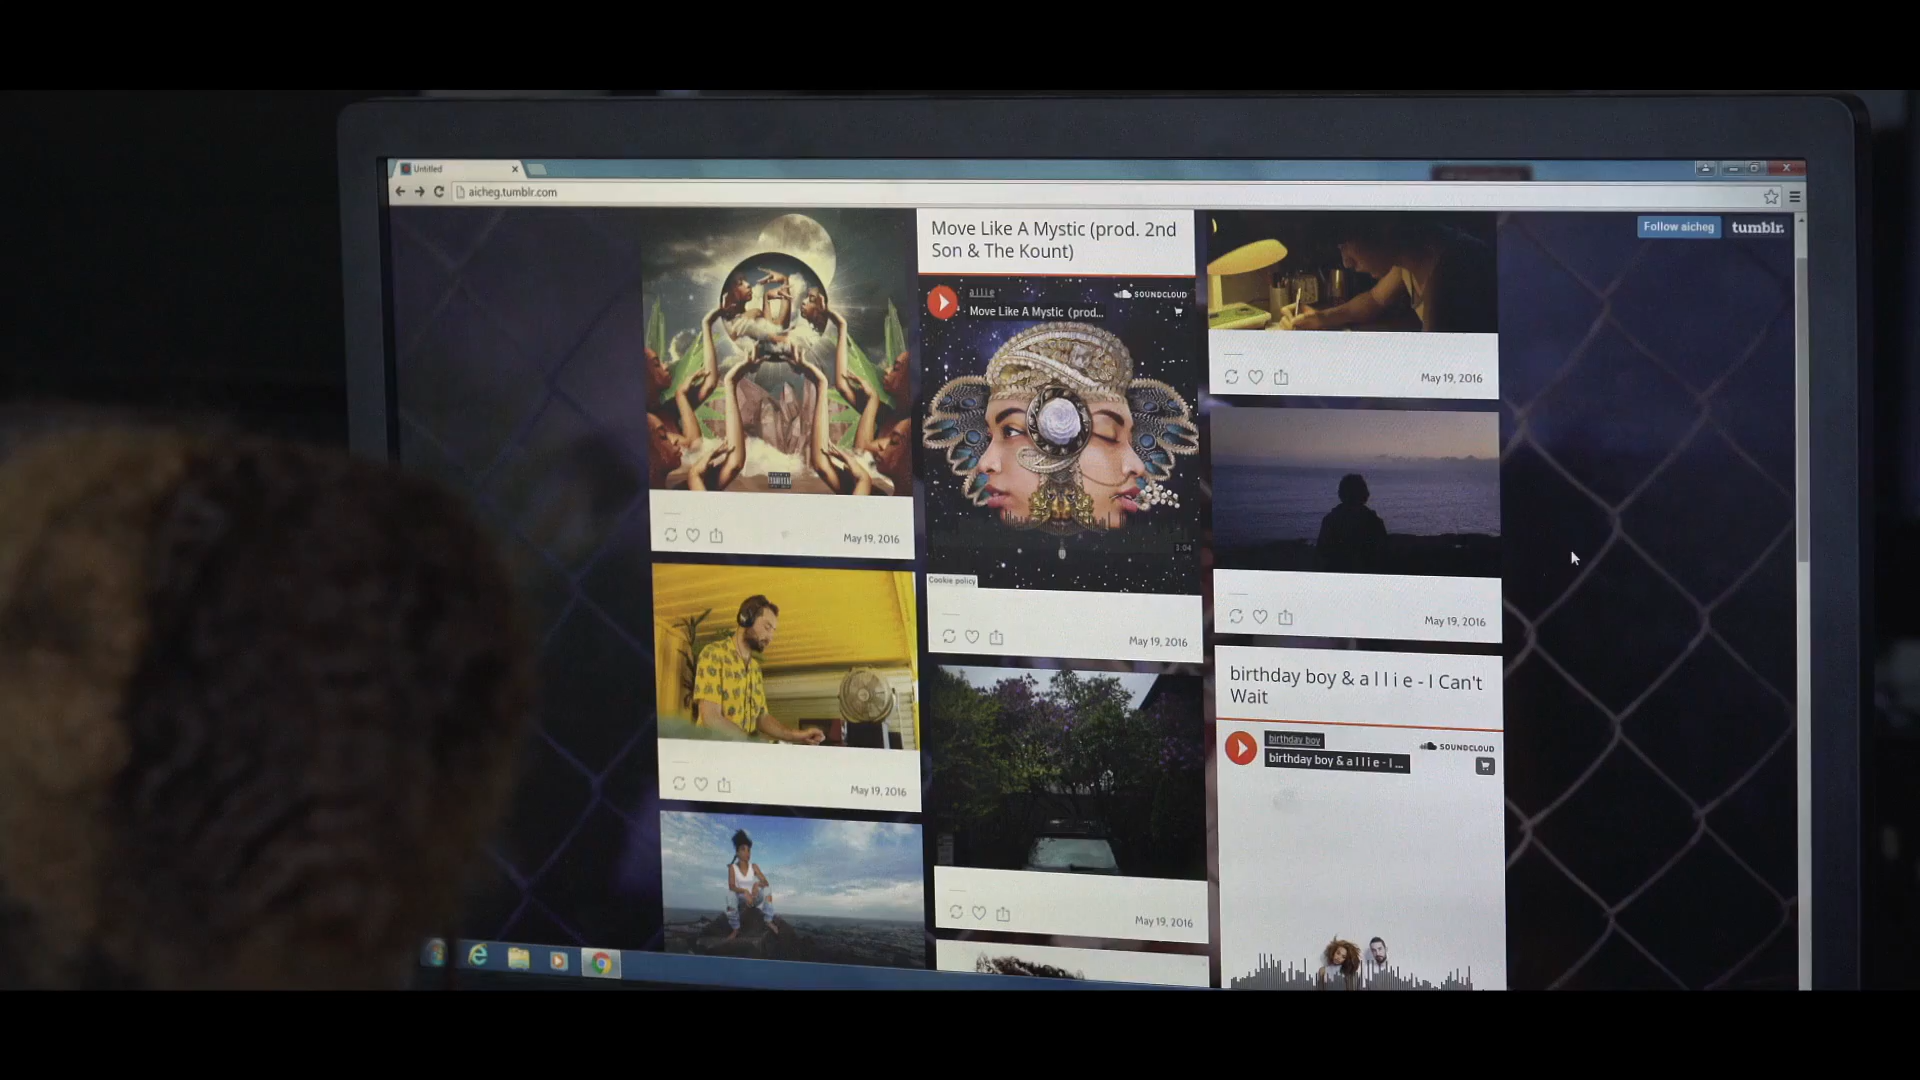 Untitled
aicheg.tumblr.com
Follow aicheg
tumblr.
Move Like A Mystic (prod. 2nd
Son & The Kount)
allie
SOUNDCLOUD
Move Like A Mystic (prod...
3:04
Cookie policy
May 19, 2016
May 19, 2016
May 19, 2016
May 19, 2016
May 19, 2016
May 19, 2016
birthday boy & a l l i e - I Can't
Wait
birthday boy
SOUNDCLOUD
birthday boy & a l l i e - I ...